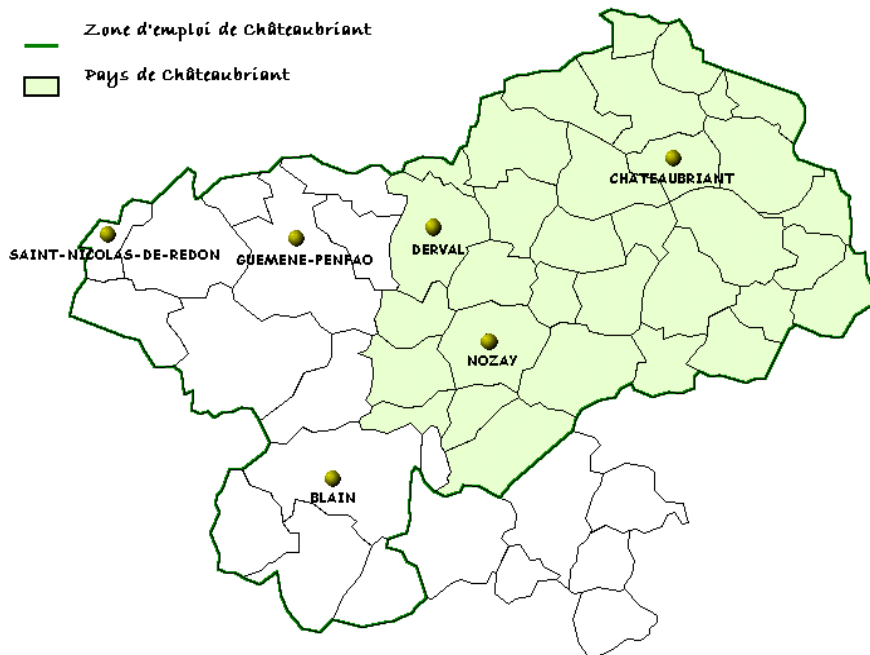 Zone d'emploi de Châteaubriant
Pays de Châteaubriant
CHATEAUBRIANT
SAINT-NICOLAS-DE-REDON
GUEMENE-PENFAO
DERVAL
NOZAY
BLAIN